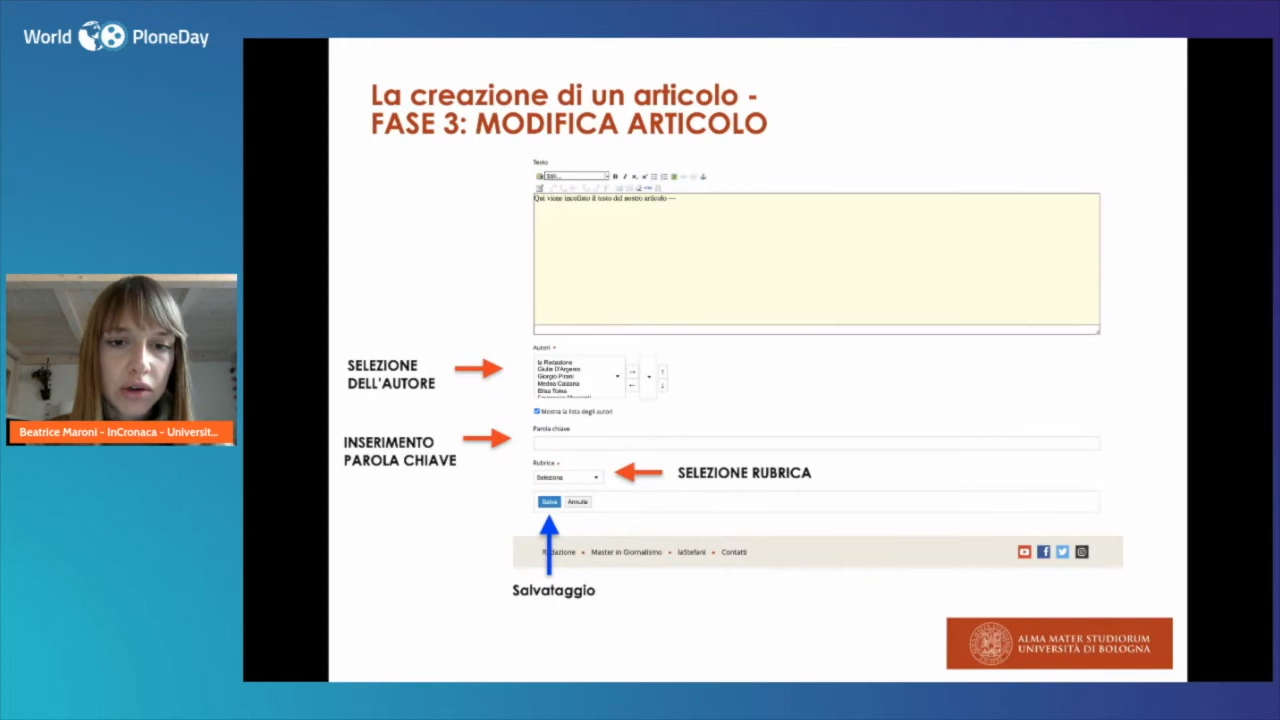 World PloneDay
La creazione di un articolo -
FASE 3: MODIFICA ARTICOLO
Testo
Stili...
Qui viene incollato il testo del nostro articolo ---
Autori
SELEZIONE
DELL'AUTORE
la Redazione
Giulia D'Argenio
Giorgio Pirani
Medea Calzana
Elisa Toma
Mostra la lista degli autori
Parola chiave
INSERIMENTO
PAROLA CHIAVE
Rubrica
Seleziona
SELEZIONE RUBRICA
Salva Annulla
Redazione • Master in Giornalismo • laStefani • Contatti
Salvataggio
Beatrice Maroni - InCronaca - Universit...
ALMA MATER STUDIORUM
UNIVERSITÀ DI BOLOGNA